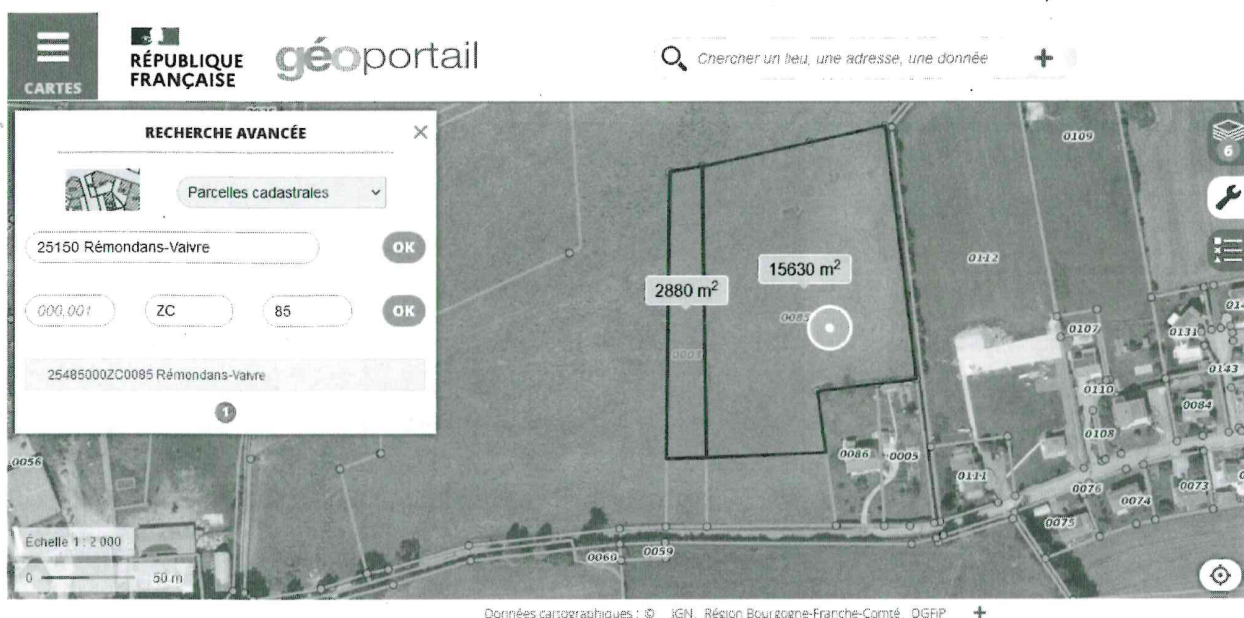 CARTES
RÉPUBLIQUE
FRANÇAISE
géoportail
Chercher un lieu, une adresse, une donnée
+
RECHERCHE AVANCÉE
Parcelles cadastrales
25150 Rémondans-Vaivre
OK
000,001
ZC
85
OK
25485000ZC0085 Rémondans-Vaivre
1
6
0109
0112
15630 m²
2880 m²
0085
0107
0131
0143
0110
0084
0108
0086
0005
0111
0076
0073
0074
0075
0056
0060
0059
Échelle 1 : 2 000
0
50 m
Données cartographiques : © IGN, Région Bourgogne-Franche-Comté, DGFiP +